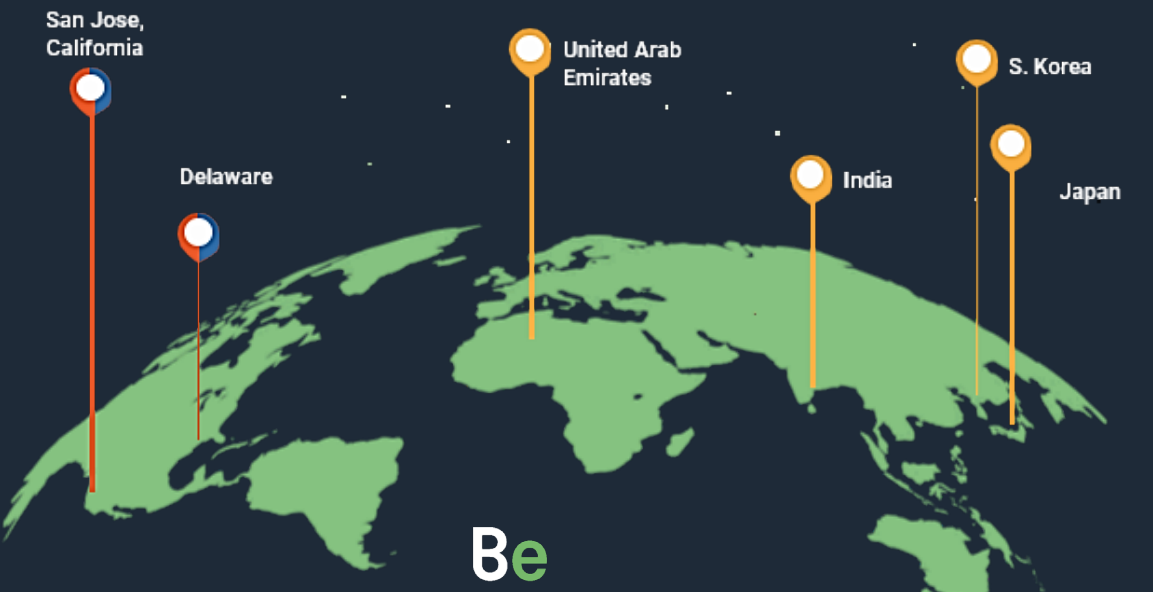 San Jose,
California
United Arab
Emirates
S. Korea
Delaware
India
Japan
Be